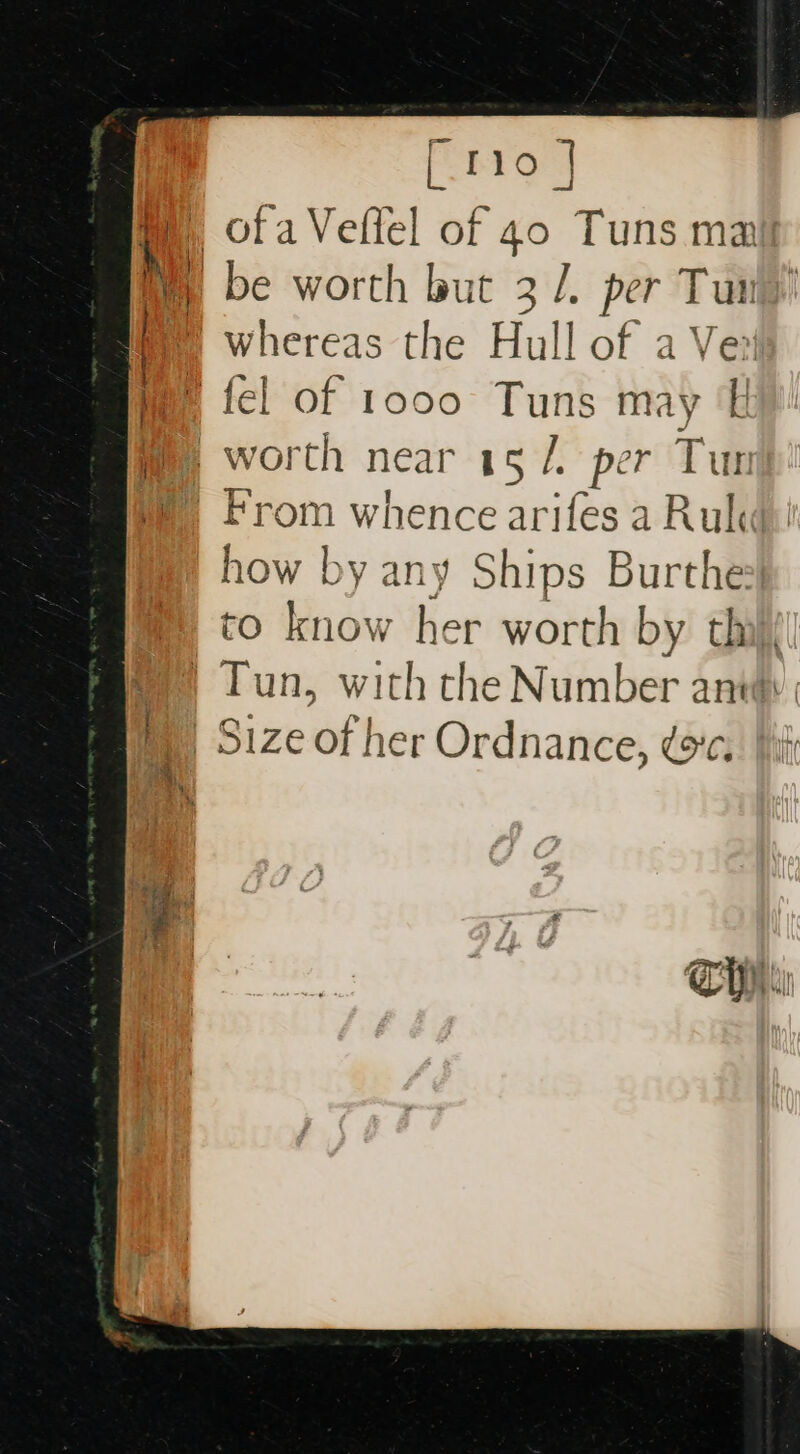 [ 110 ]
of a Veſſel of 40 Tuns may
be worth but 3 l. per Tun,
whereas the Hull of a Veſ-
ſel of 1000 Tuns may be
worth near 15 l. per Tun.
From whence ariſes a Rule
how by any Ships Burthen
to know her worth by the
Tun, with the Number and
Size of her Ordnance, &c.